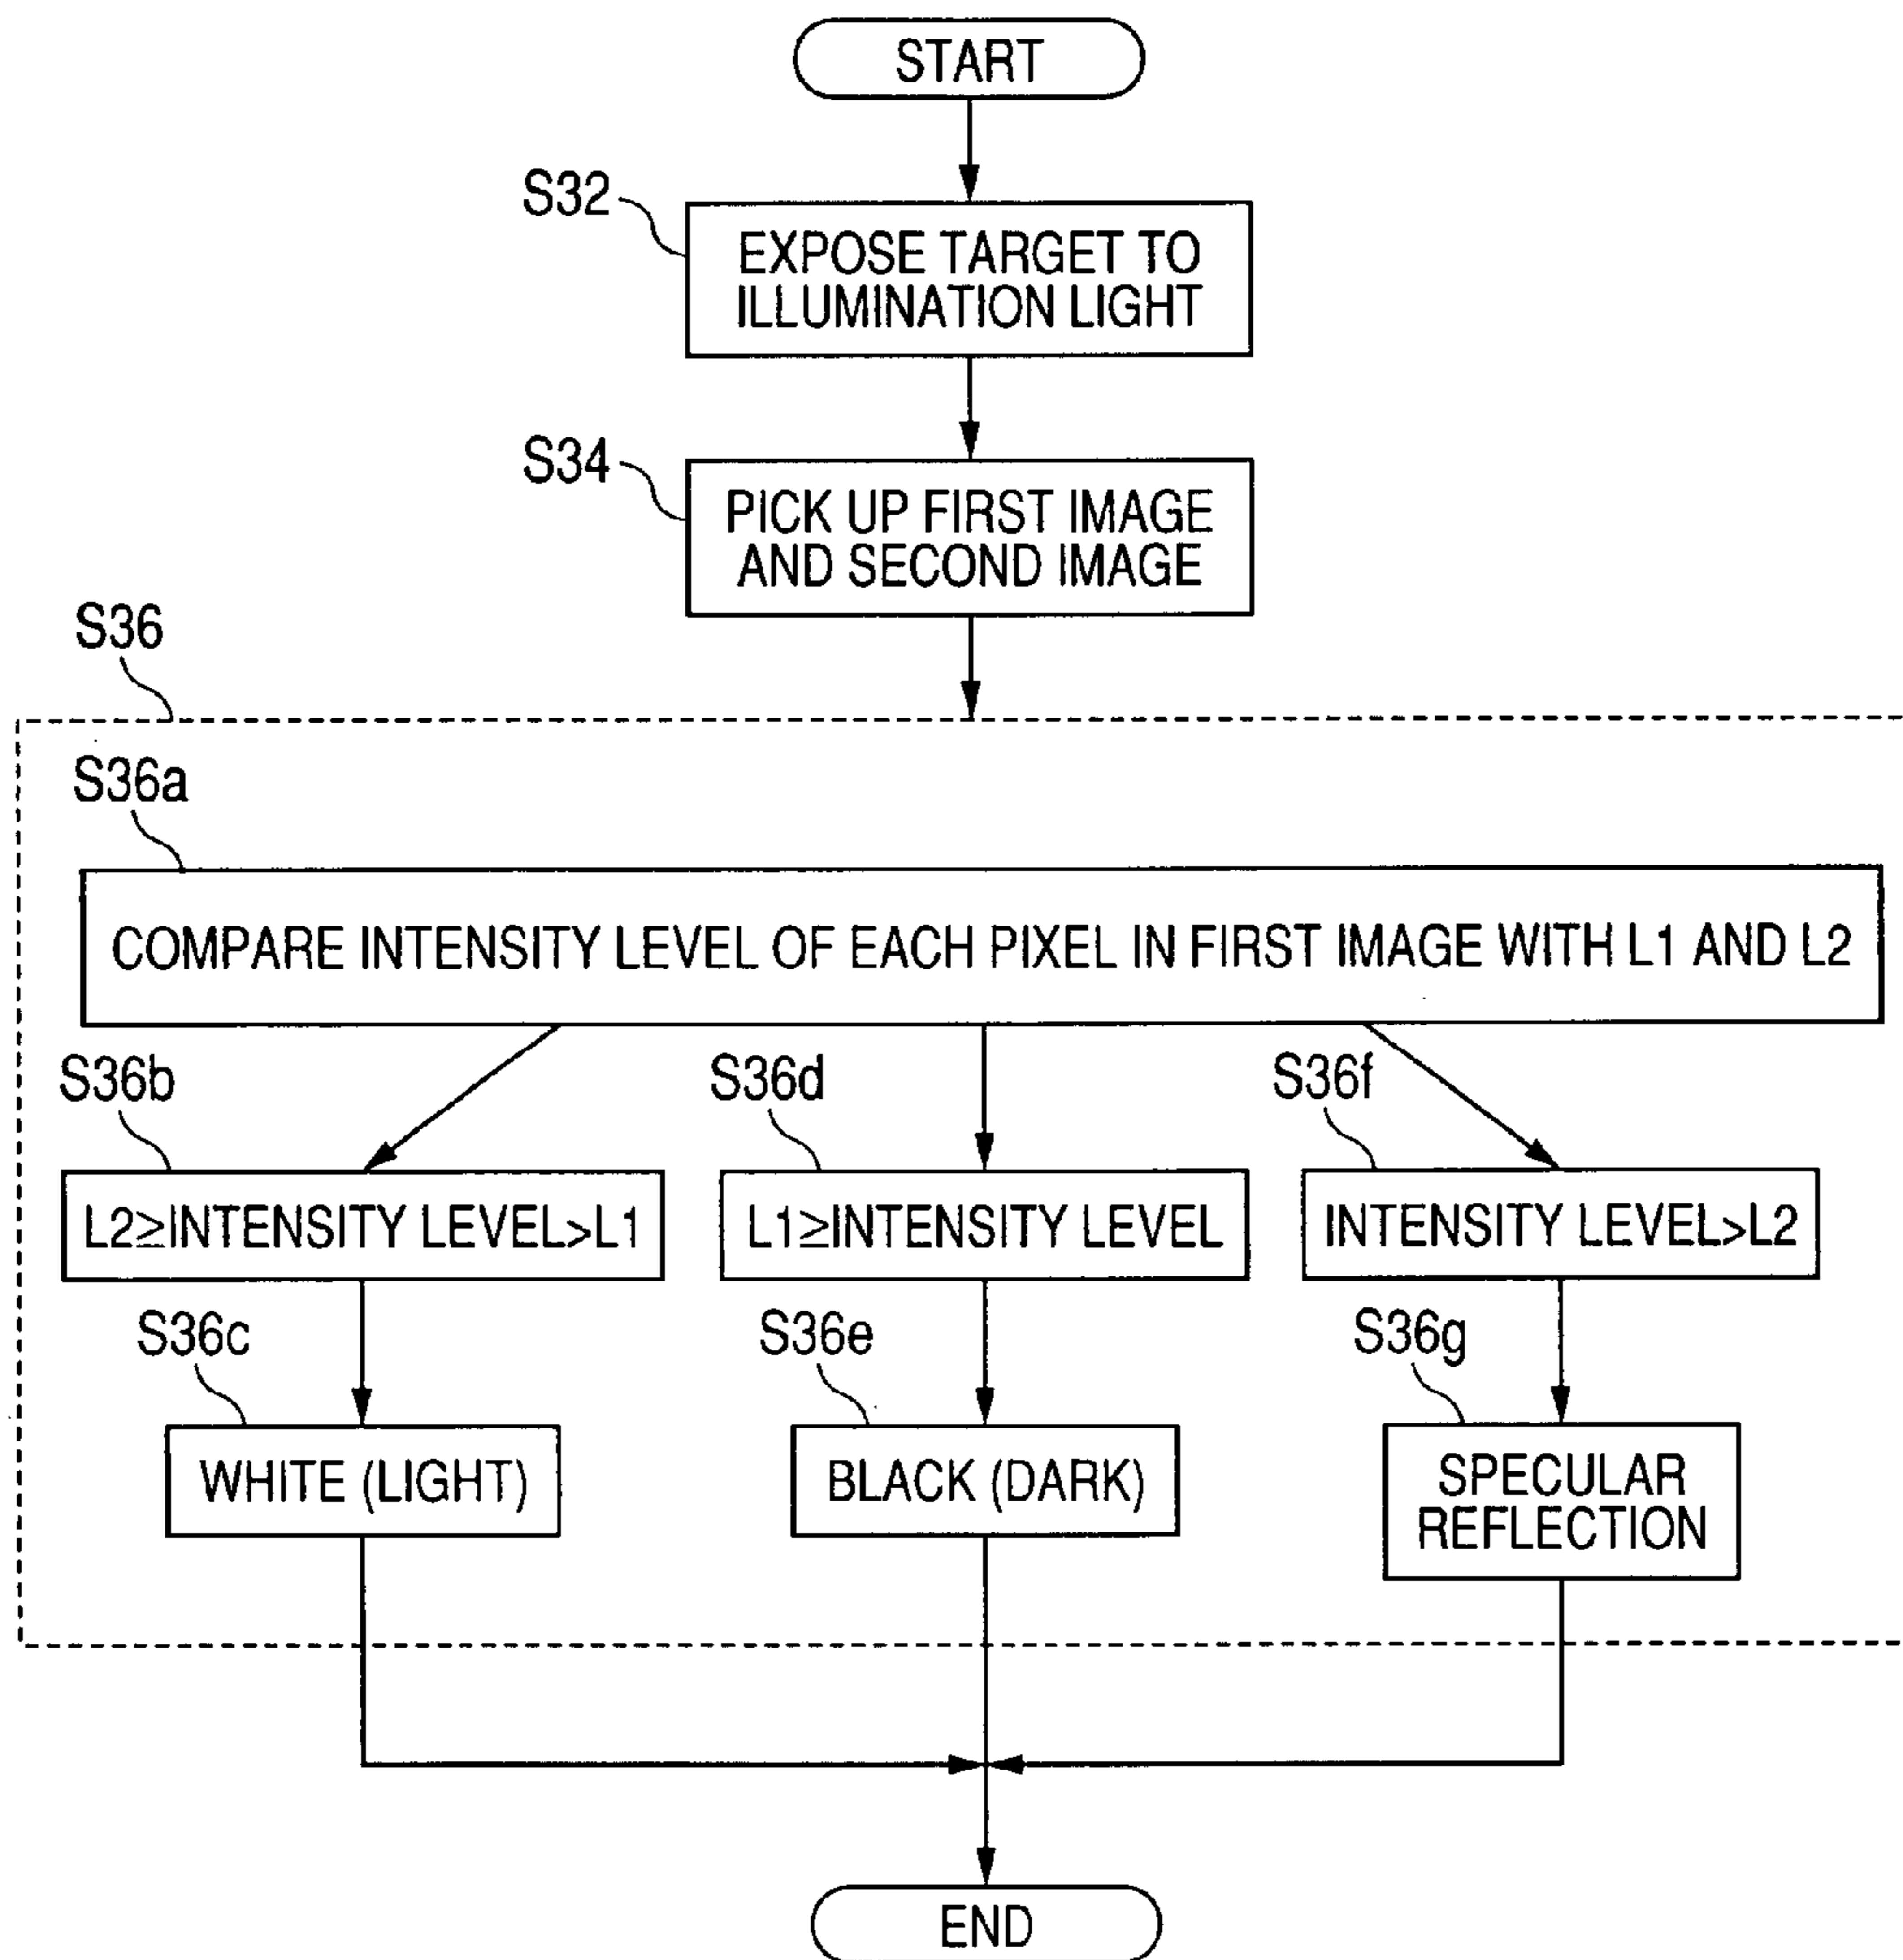 START
S32
EXPOSE TARGET TO
ILLUMINATION LIGHT
S34
PICK UP FIRST IMAGE
AND SECOND IMAGE
S36
S36a
COMPARE INTENSITY LEVEL OF EACH PIXEL IN FIRST IMAGE WITH L1 AND L2
S36b
S36d
S36f
L2≥INTENSITY LEVEL>L1
L1≥INTENSITY LEVEL
INTENSITY LEVEL>L2
S36c
S36e
S36g
WHITE (LIGHT)
BLACK (DARK)
SPECULAR
REFLECTION
END